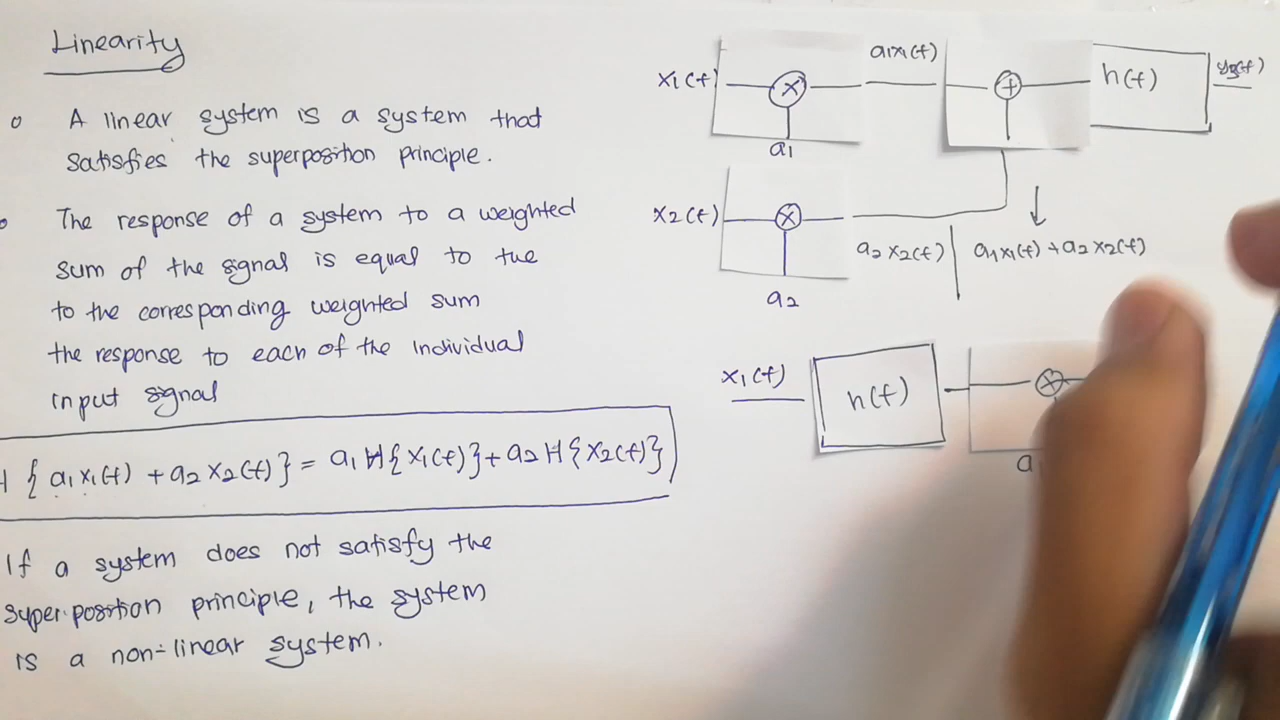 Linearity
A linear system is a system that
satisfies the superposition principle.
The response of a system to a weighted
sum of the signal is equal to the
to the corresponding weighted sum
the response to each of the individual
input signal
{a1x1(t) + a2x2(t)} = a1H{x1(t)} + a2H{x2(t)}
If a system does not satisfy the
superposition principle, the system
is a non-linear system.
x1(t) × a1x1(t) + h(t) y3(t)
a1
x2(t) ×
a2x2(t) a1x1(t) + a2x2(t)
a2
x1(t) h(t) ×
a